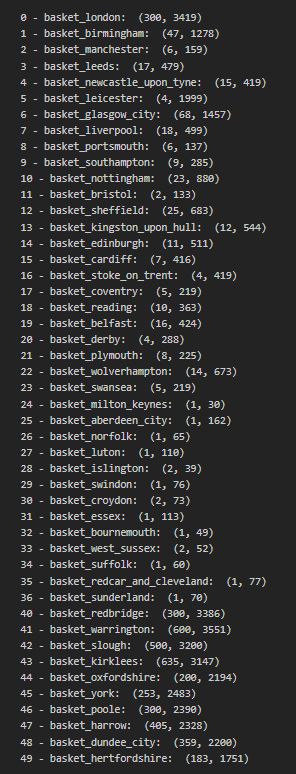 0 - basket_london: (300, 3419)
1 - basket_birmingham: (47, 1278)
2 - basket_manchester: (6, 159)
3 - basket_leeds: (17, 479)
4 - basket_newcastle_upon_tyne: (15, 419)
5 - basket_leicester: (4, 1999)
6 - basket_glasgow_city: (68, 1457)
7 - basket_liverpool: (18, 499)
8 - basket_portsmouth: (6, 137)
9 - basket_southampton: (9, 285)
10 - basket_nottingham: (23, 880)
11 - basket_bristol: (2, 133)
12 - basket_sheffield: (25, 683)
13 - basket_kingston_upon_hull: (12, 544)
14 - basket_edinburgh: (11, 511)
15 - basket_cardiff: (7, 416)
16 - basket_stoke_on_trent: (4, 419)
17 - basket_coventry: (5, 219)
18 - basket_reading: (10, 363)
19 - basket_belfast: (16, 424)
20 - basket_derby: (4, 288)
21 - basket_plymouth: (8, 225)
22 - basket_wolverhampton: (14, 673)
23 - basket_swansea: (5, 219)
24 - basket_milton_keynes: (1, 30)
25 - basket_aberdeen_city: (1, 162)
26 - basket_norfolk: (1, 65)
27 - basket_luton: (1, 110)
28 - basket_islington: (2, 39)
29 - basket_swindon: (1, 76)
30 - basket_croydon: (2, 73)
31 - basket_essex: (1, 113)
32 - basket_bournemouth: (1, 49)
33 - basket_west_sussex: (2, 52)
34 - basket_suffolk: (1, 60)
35 - basket_redcar_and_cleveland: (1, 77)
36 - basket_sunderland: (1, 70)
40 - basket_redbridge: (300, 3386)
41 - basket_warrington: (600, 3551)
42 - basket_slough: (500, 3200)
43 - basket_kirklees: (635, 3147)
44 - basket_oxfordshire: (200, 2194)
45 - basket_york: (253, 2483)
46 - basket_poole: (300, 2390)
47 - basket_harrow: (405, 2328)
48 - basket_dundee_city: (359, 2200)
49 - basket_hertfordshire: (183, 1751)